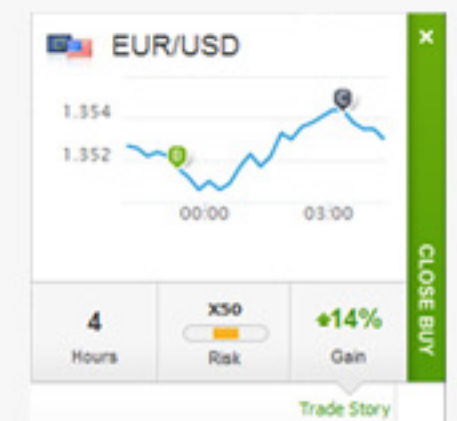 EUR/USD
×
1.354
C
1.352
00:00
03:00
CLOSE BUY
4
Hours
X50
Risk
+14%
Gain
Trade Story